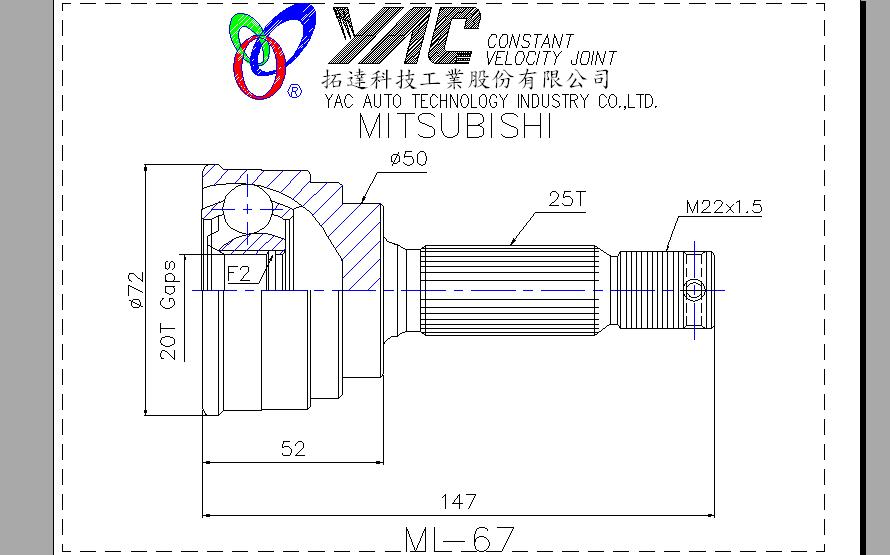 YAC CONSTANT
VELOCITY JOINT
®
拓達科技工業股份有限公司
YAC AUTO TECHNOLOGY INDUSTRY CO.,LTD.
MITSUBISHI
ø50
25T
M22x1.5
F2
ø72
20T Gaps
52
147
ML-67